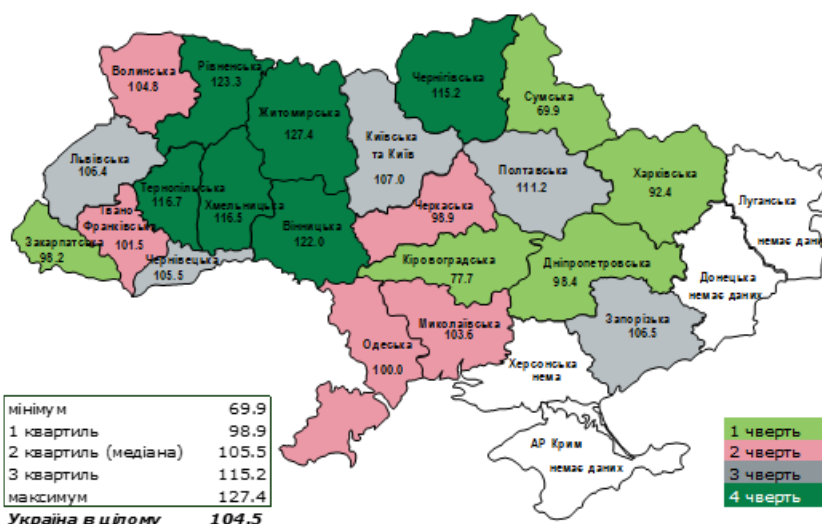 Волинська
104.8
Рівненська
123.3
Житомирська
127.4
Київська
та Київ
107.0
Чернігівська
115.2
Сумська
69.9
Львівська
106.4
Тернопільська
116.7
Хмельницька
116.5
Вінницька
122.0
Черкаська
98.9
Полтавська
111.2
Харківська
92.4
Луганська
немає даних
Закарпатська
98.2
Івано-
Франківська
101.5
Чернівецька
105.5
Кіровоградська
77.7
Дніпропетровська
98.4
Донецька
немає даних
Одеська
100.0
Миколаївська
103.6
Запорізька
106.5
Херсонська
нема
АР Крим
немає даних
мінімум 69.9
1 квартиль 98.9
2 квартиль (медіана) 105.5
3 квартиль 115.2
максимум 127.4
Україна в цілому 104.5
1 чверть
2 чверть
3 чверть
4 чверть